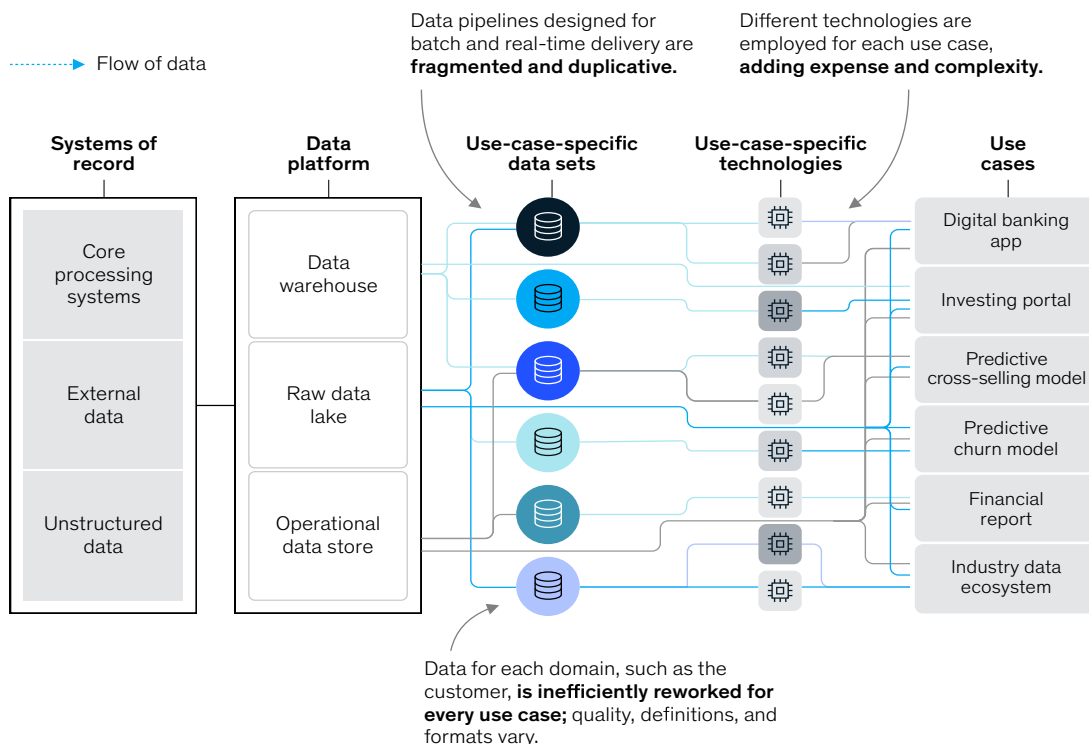 Flow of data
Data pipelines designed for
batch and real-time delivery are
fragmented and duplicative.
Different technologies are
employed for each use case,
adding expense and complexity.
Systems of
record
Data
platform
Use-case-specific
data sets
Use-case-specific
technologies
Use
cases
Core
processing
systems
External
data
Unstructured
data
Data
warehouse
Raw data
lake
Operational
data store
Digital banking
app
Investing portal
Predictive
cross-selling model
Predictive
churn model
Financial
report
Industry data
ecosystem
Data for each domain, such as the
customer, is inefficiently reworked for
every use case; quality, definitions, and
formats vary.